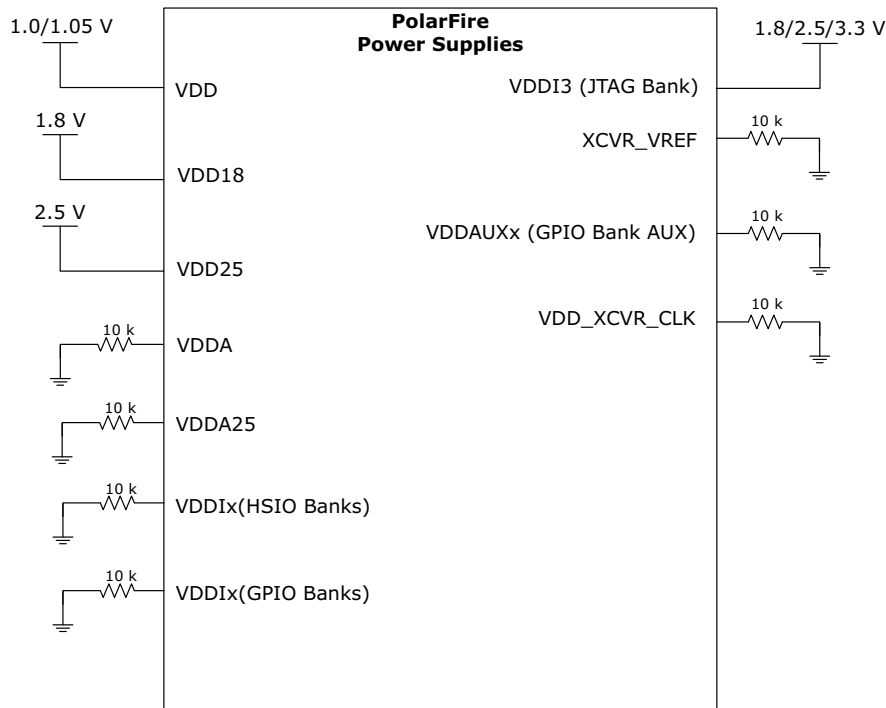 PolarFire
Power Supplies
1.0/1.05 V
VDD
1.8 V
VDD18
2.5 V
VDD25
10 k
VDDA
10 k
VDDA25
10 k
VDDIx(HSIO Banks)
10 k
VDDIx(GPIO Banks)
1.8/2.5/3.3 V
VDDI3 (JTAG Bank)
10 k
XCVR_VREF
10 k
VDDAUXx (GPIO Bank AUX)
10 k
VDD_XCVR_CLK